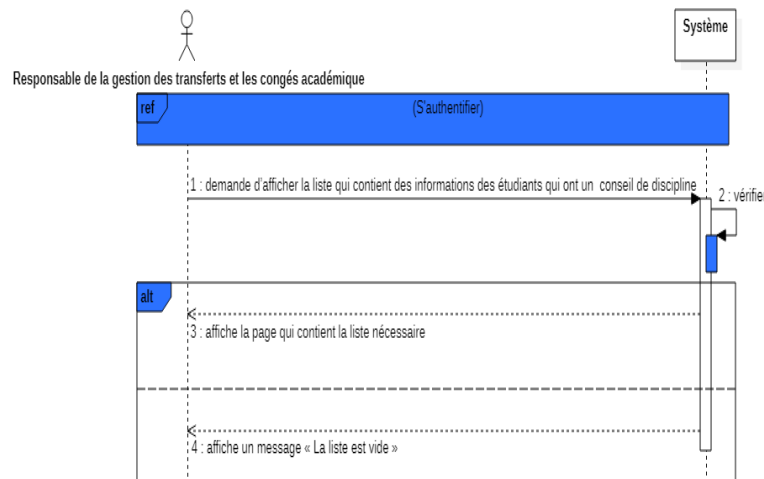 Système
Responsable de la gestion des transferts et les congés académique
ref
(S'authentifier)
1 : demande d'afficher la liste qui contient des informations des étudiants qui ont un conseil de discipline
2 : vérifier
alt
3 : affiche la page qui contient la liste nécessaire
4 : affiche un message « La liste est vide »